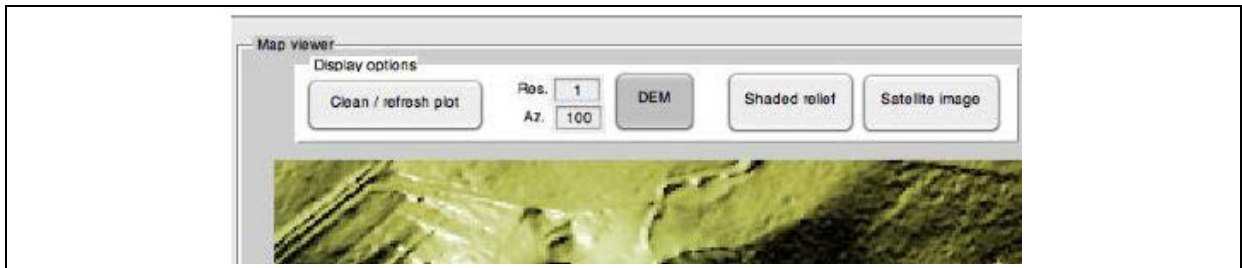 Map viewer
Display options
Clean / refresh plot
Res. 1
Az. 100
DEM
Shaded relief
Satellite image